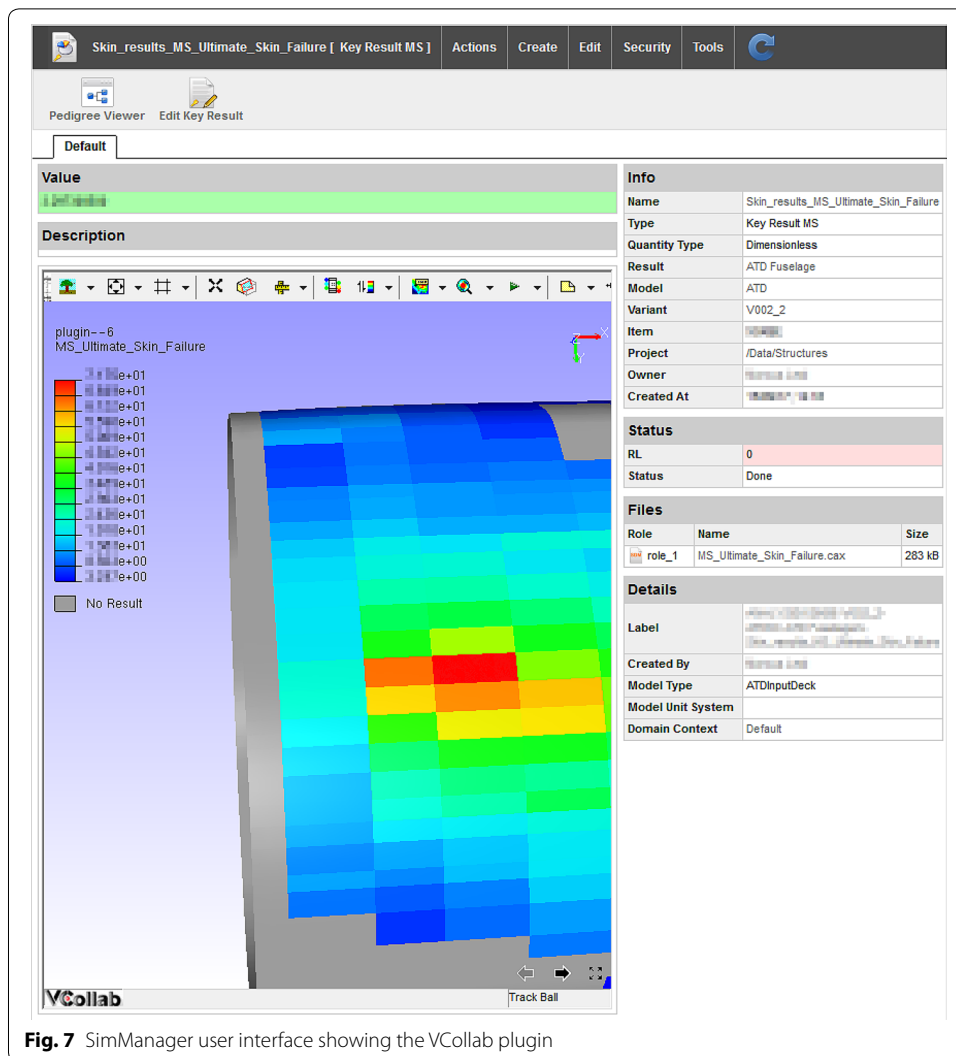 Skin_results_MS_Ultimate_Skin_Failure [ Key Result MS ] Actions Create Edit Security Tools
Pedigree Viewer Edit Key Result
Default
Value
Description
plugin--6
MS_Ultimate_Skin_Failure
e+01
e+01
e+01
e+01
e+01
e+01
e+01
e+01
e+01
e+01
e+01
e+01
e+00
e+00
No Result
X
Y
Z
VCollab
Track Ball
Info
Name Skin_results_MS_Ultimate_Skin_Failure
Type Key Result MS
Quantity Type Dimensionless
Result ATD Fuselage
Model ATD
Variant V002_2
Item
Project /Data/Structures
Owner
Created At
Status
RL 0
Status Done
Files
Role Name Size
role_1 MS_Ultimate_Skin_Failure.cax 283 kB
Details
Label
Created By
Model Type ATDInputDeck
Model Unit System
Domain Context Default
Fig. 7 SimManager user interface showing the VCollab plugin